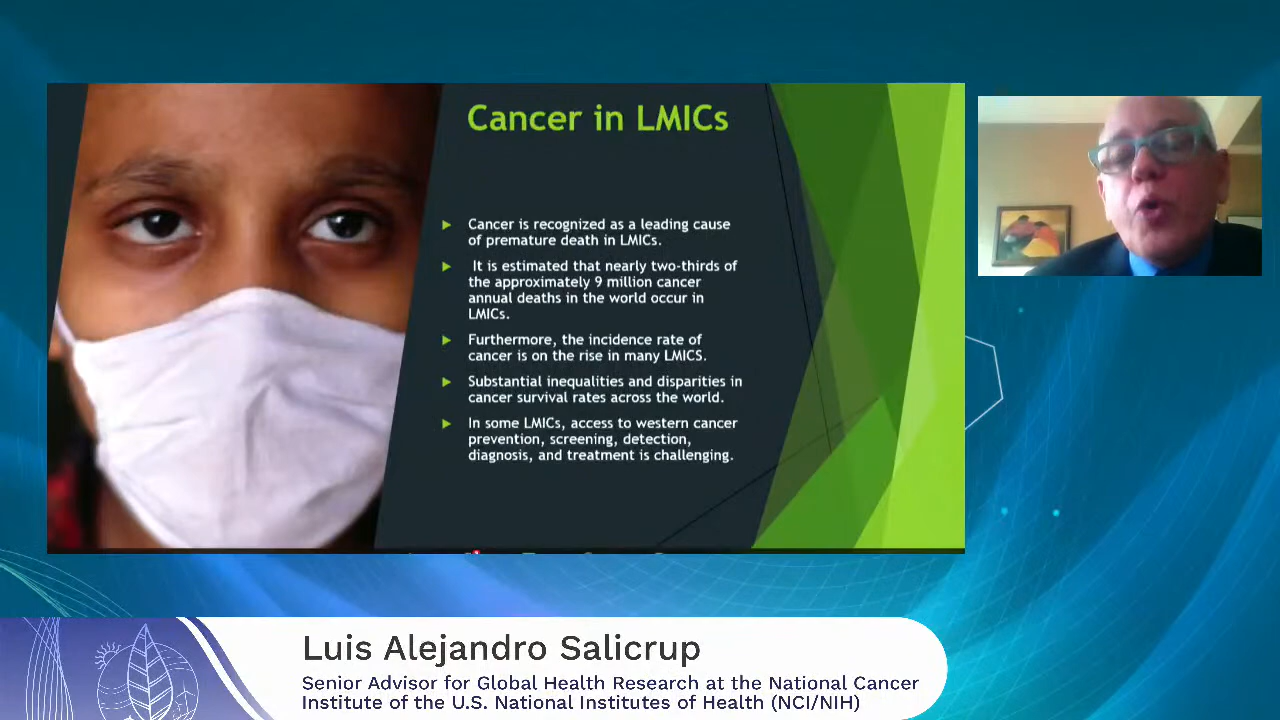 Cancer in LMICs
Cancer is recognized as a leading cause
of premature death in LMICs.
It is estimated that nearly two-thirds of
the approximately 9 million cancer
annual deaths in the world occur in
LMICs.
Furthermore, the incidence rate of
cancer is on the rise in many LMICS.
Substantial inequalities and disparities in
cancer survival rates across the world.
In some LMICs, access to western cancer
prevention, screening, detection,
diagnosis, and treatment is challenging.
Luis Alejandro Salicrup
Senior Advisor for Global Health Research at the National Cancer
Institute of the U.S. National Institutes of Health (NCI/NIH)